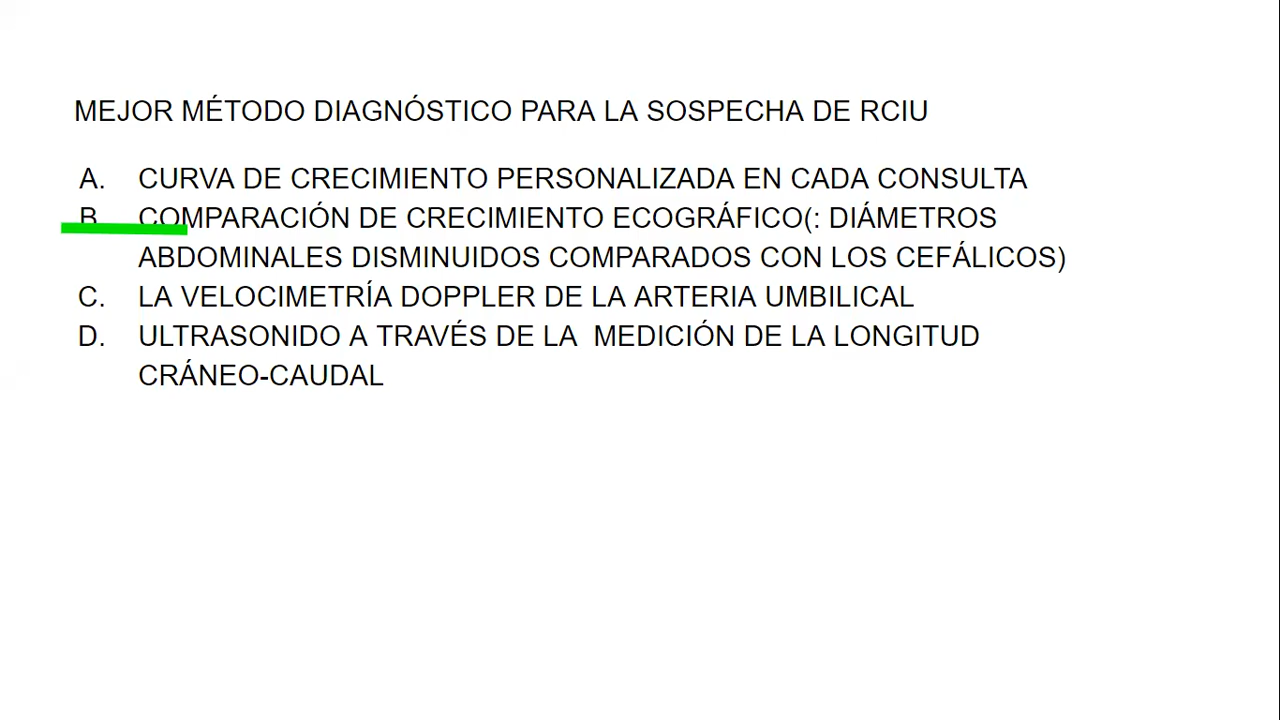 MEJOR MÉTODO DIAGNÓSTICO PARA LA SOSPECHA DE RCIU
A. CURVA DE CRECIMIENTO PERSONALIZADA EN CADA CONSULTA
B. COMPARACIÓN DE CRECIMIENTO ECOGRÁFICO(: DIÁMETROS
ABDOMINALES DISMINUIDOS COMPARADOS CON LOS CEFÁLICOS)
C. LA VELOCIMETRÍA DOPPLER DE LA ARTERIA UMBILICAL
D. ULTRASONIDO A TRAVÉS DE LA  MEDICIÓN DE LA LONGITUD
CRÁNEO-CAUDAL